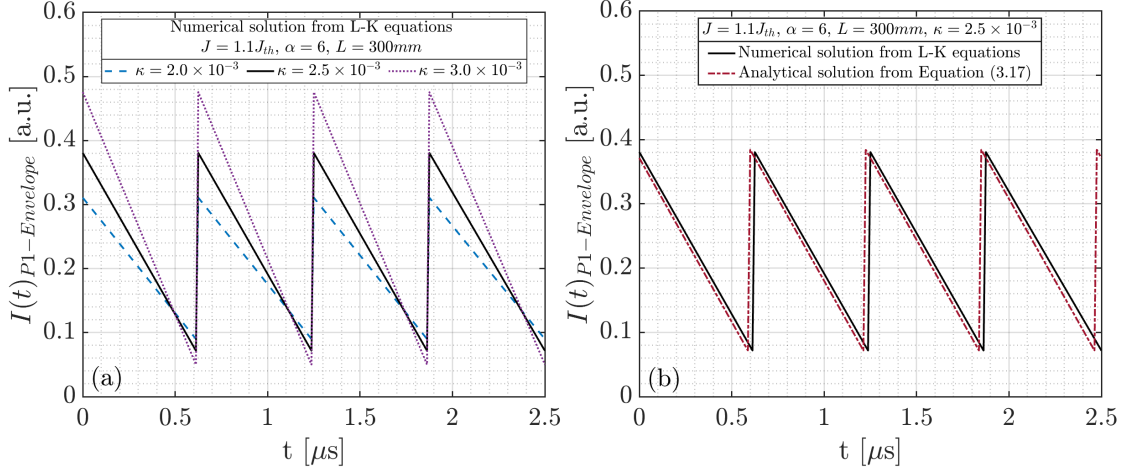 Numerical solution from L-K equations
J = 1.1J_{th}, α = 6, L = 300mm
κ = 2.0 × 10⁻³ κ = 2.5 × 10⁻³ κ = 3.0 × 10⁻³
I(t)_{P1−Envelope} [a.u.]
0.6
0.5
0.4
0.3
0.2
0.1
0
(a)
0 0.5 1 1.5 2 2.5
t [μs]
J = 1.1J_{th}, α = 6, L = 300mm, κ = 2.5 × 10⁻³
Numerical solution from L-K equations
Analytical solution from Equation (3.17)
I(t)_{P1−Envelope} [a.u.]
0.6
0.5
0.4
0.3
0.2
0.1
0
(b)
0 0.5 1 1.5 2 2.5
t [μs]